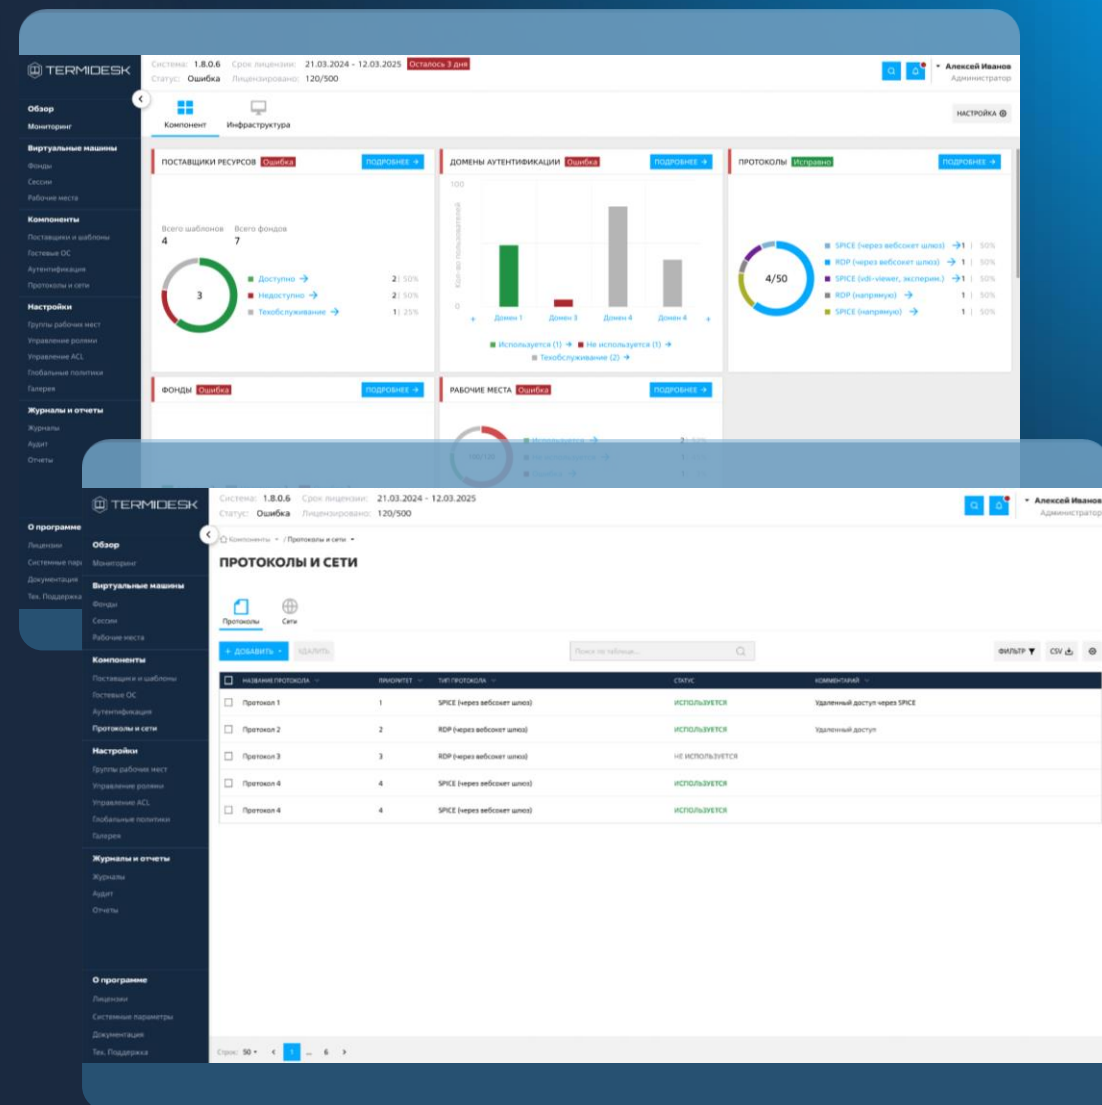 TERMIDESK
Система: 1.8.0.6 Срок лицензии: 21.03.2024 - 12.03.2025 Осталось 3 дня
Статус: Ошибка Лицензировано: 120/500
Алексей Иванов
Администратор
Обзор
Мониторинг
Виртуальные машины
Фонды
Сессии
Рабочие места
Компоненты
Поставщики и шаблоны
Гостевые ОС
Аутентификация
Протоколы и сети
Настройки
Группы рабочих мест
Управление ролями
Управление ACL
Глобальные политики
Галерея
Журналы и отчеты
Журналы
Аудит
Отчеты
О программе
Лицензии
Системные пар
Документация
Тех. Поддержка
Компонент Инфраструктура
НАСТРОЙКА
ПОСТАВЩИКИ РЕСУРСОВ Ошибка ПОДРОБНЕЕ →
Всего шаблонов Всего фондов
4 7
3
Доступно → 2 | 50%
Недоступно → 2 | 50%
Техобслуживание → 1 | 25%
ДОМЕНЫ АУТЕНТИФИКАЦИИ Ошибка ПОДРОБНЕЕ →
100
Кол-во пользователей
0
+ Домен 1 Домен 3 Домен 4 Домен 4 +
Используется (1) → Не используется (1) →
Техобслуживание (2) →
ПРОТОКОЛЫ Исправно ПОДРОБНЕЕ →
4/50
SPICE (через вебсокет шлюз) → 1 | 50%
RDP (через вебсокет шлюз) → 1 | 50%
SPICE (vdi-viewer, эксперим.) → 1 | 50%
RDP (напрямую) → 1 | 50%
SPICE (напрямую) → 1 | 50%
ФОНДЫ Ошибка ПОДРОБНЕЕ →
РАБОЧИЕ МЕСТА Ошибка ПОДРОБНЕЕ →
Используется → 2 | 50%
TERMIDESK
Система: 1.8.0.6 Срок лицензии: 21.03.2024 - 12.03.2025
Статус: Ошибка Лицензировано: 120/500
Алексей Иванов
Администратор
Обзор
Мониторинг
Виртуальные машины
Фонды
Сессии
Рабочие места
Компоненты
Поставщики и шаблоны
Гостевые ОС
Аутентификация
Протоколы и сети
Настройки
Группы рабочих мест
Управление ролями
Управление ACL
Глобальные политики
Галерея
Журналы и отчеты
Журналы
Аудит
Отчеты
О программе
Лицензии
Системные параметры
Документация
Тех. Поддержка
Компоненты / Протоколы и сети
ПРОТОКОЛЫ И СЕТИ
Протоколы Сети
+ ДОБАВИТЬ УДАЛИТЬ Поиск по таблице... ФИЛЬТР CSV
НАЗВАНИЕ ПРОТОКОЛА ПРИОРИТЕТ ТИП ПРОТОКОЛА СТАТУС КОММЕНТАРИЙ
Протокол 1 1 SPICE (через вебсокет шлюз) ИСПОЛЬЗУЕТСЯ Удаленный доступ через SPICE
Протокол 2 2 RDP (через вебсокет шлюз) ИСПОЛЬЗУЕТСЯ Удаленный доступ
Протокол 3 3 RDP (через вебсокет шлюз) НЕ ИСПОЛЬЗУЕТСЯ
Протокол 4 4 SPICE (через вебсокет шлюз) ИСПОЛЬЗУЕТСЯ
Протокол 4 4 SPICE (через вебсокет шлюз) ИСПОЛЬЗУЕТСЯ
Строк: 50 < 1 ... 6 >